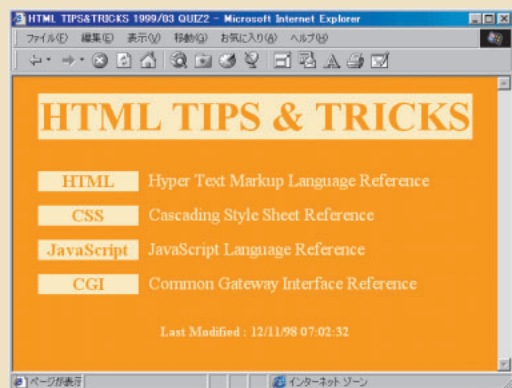 HTML TIPS&TRICKS 1999/03 QUIZ2 - Microsoft Internet Explorer
ファイル(F) 編集(E) 表示(V) 移動(G) お気に入り(A) ヘルプ(H)
HTML TIPS & TRICKS
HTML Hyper Text Markup Language Reference
CSS Cascading Style Sheet Reference
JavaScript JavaScript Language Reference
CGI Common Gateway Interface Reference
Last Modified : 12/11/98 07:02:32
ページが表示 インターネット ゾーン